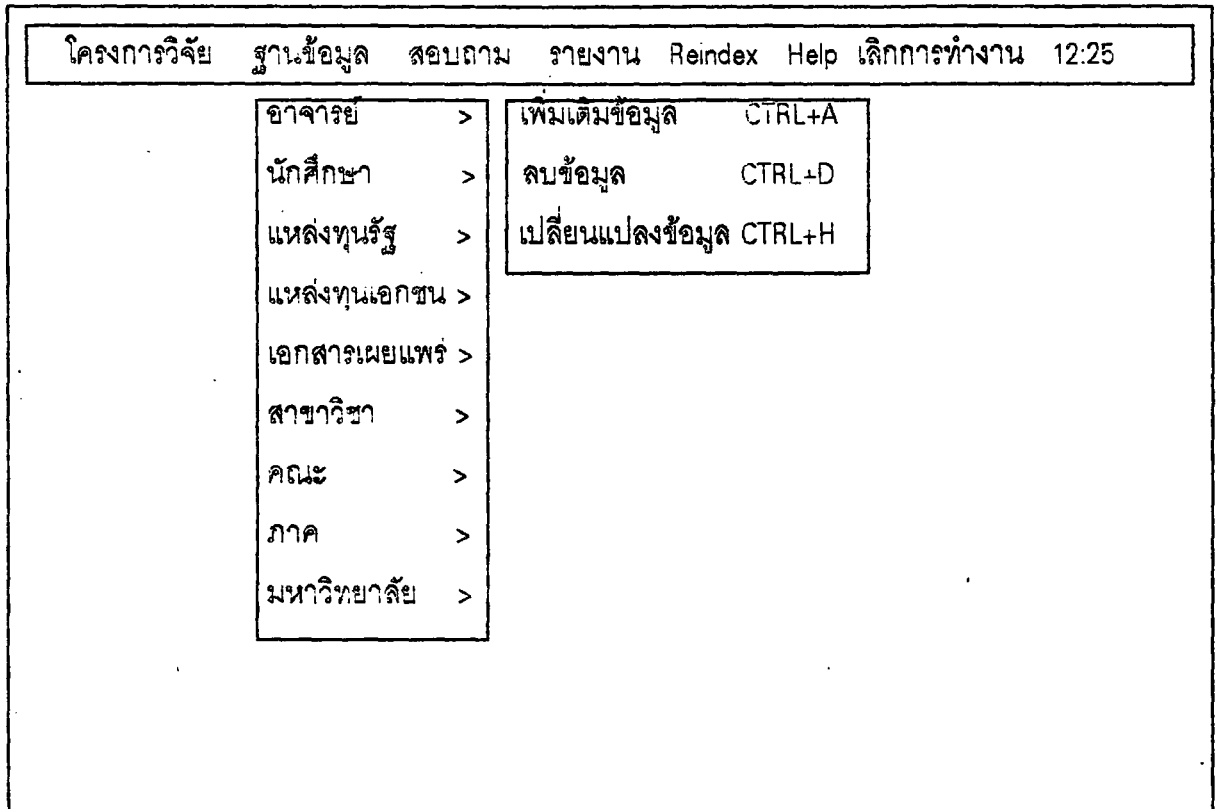 โครงการวิจัย ฐานข้อมูล สอบถาม รายงาน Reindex Help เลิกการทำงาน 12:25
อาจารย์ > เพิ่มเติมข้อมูล CTRL+A
นักศึกษา > ลบข้อมูล CTRL+D
แหล่งทุนรัฐ > เปลี่ยนแปลงข้อมูล CTRL+H
แหล่งทุนเอกชน >
เอกสารเผยแพร่ >
สาขาวิชา >
คณะ >
ภาค >
มหาวิทยาลัย >